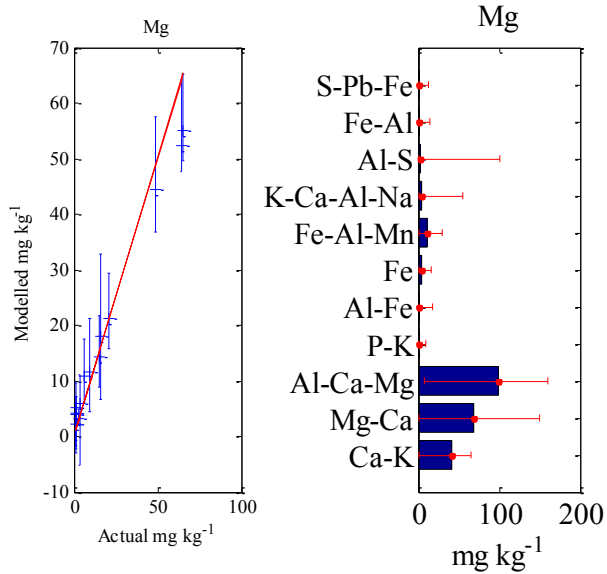 Mg
Modelled mg kg-1
70
60
50
40
30
20
10
0
-10
0
50
100
Actual mg kg-1
Mg
S-Pb-Fe
Fe-Al
Al-S
K-Ca-Al-Na
Fe-Al-Mn
Fe
Al-Fe
P-K
Al-Ca-Mg
Mg-Ca
Ca-K
0
100
200
mg kg-1